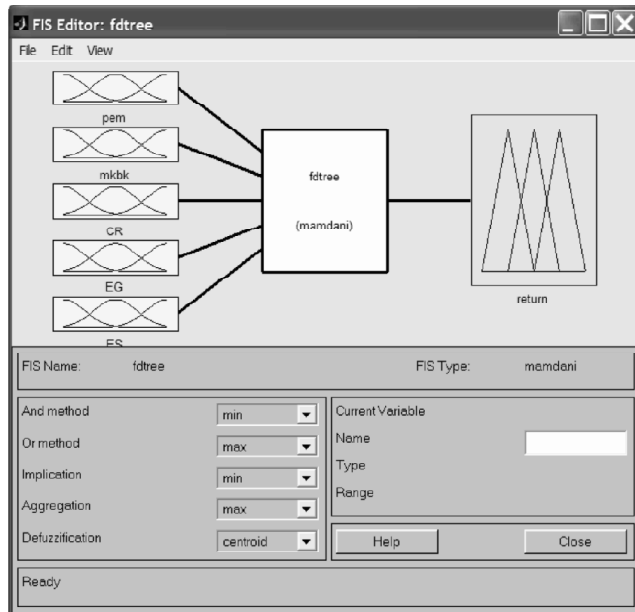 FIS Editor: fdtree
File Edit View
pem
mkbk
CR
EG
ES
fdtree
(mamdani)
return
FIS Name: fdtree FIS Type: mamdani
And method min
Or method max
Implication min
Aggregation max
Defuzzification centroid
Current Variable
Name
Type
Range
Help Close
Ready